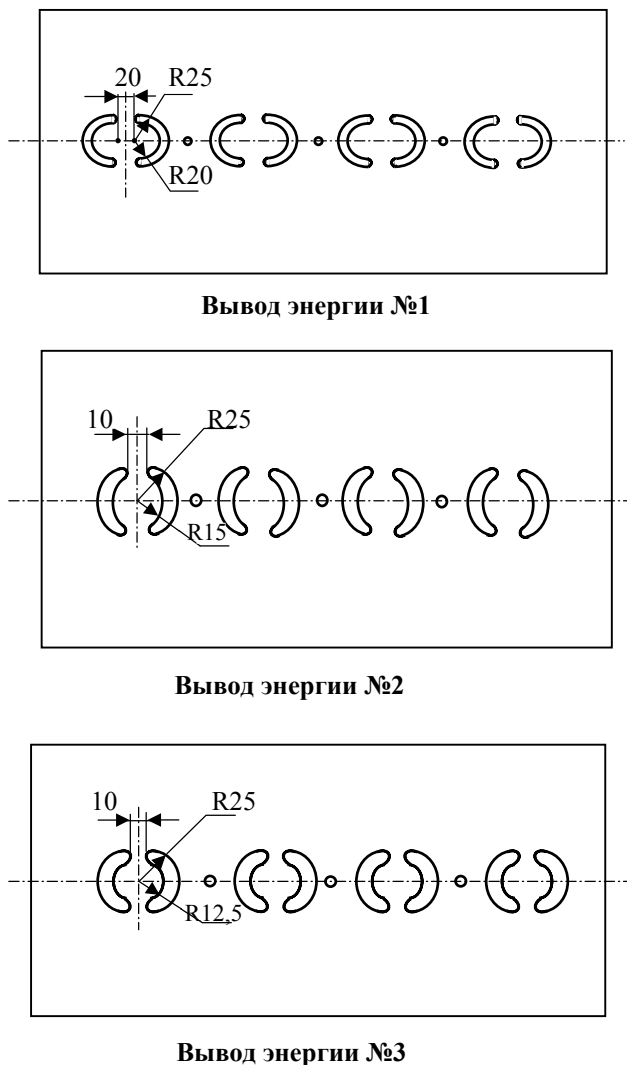 20 R25
R20
Вывод энергии №1
10 R25
R15
Вывод энергии №2
10 R25
R12,5
Вывод энергии №3